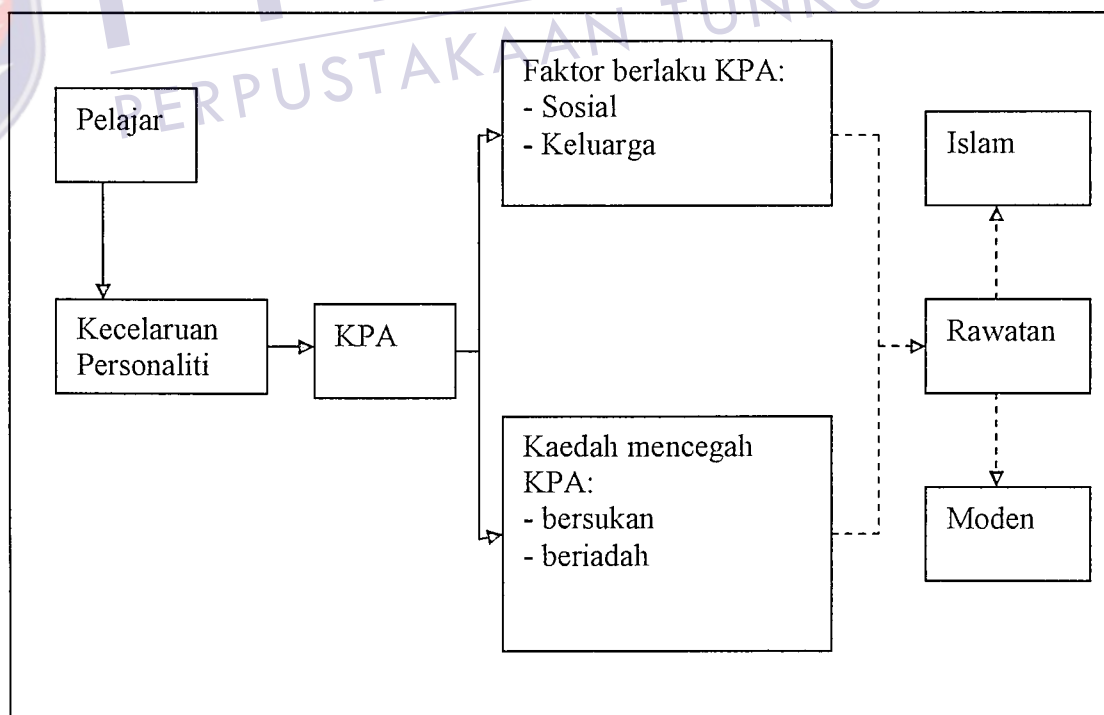 PERPUSTAKAAN TUNKU
Pelajar
Kecelaruan
Personaliti
KPA
Faktor berlaku KPA:
- Sosial
- Keluarga
Kaedah mencegah
KPA:
- bersukan
- beriadah
Islam
Rawatan
Moden